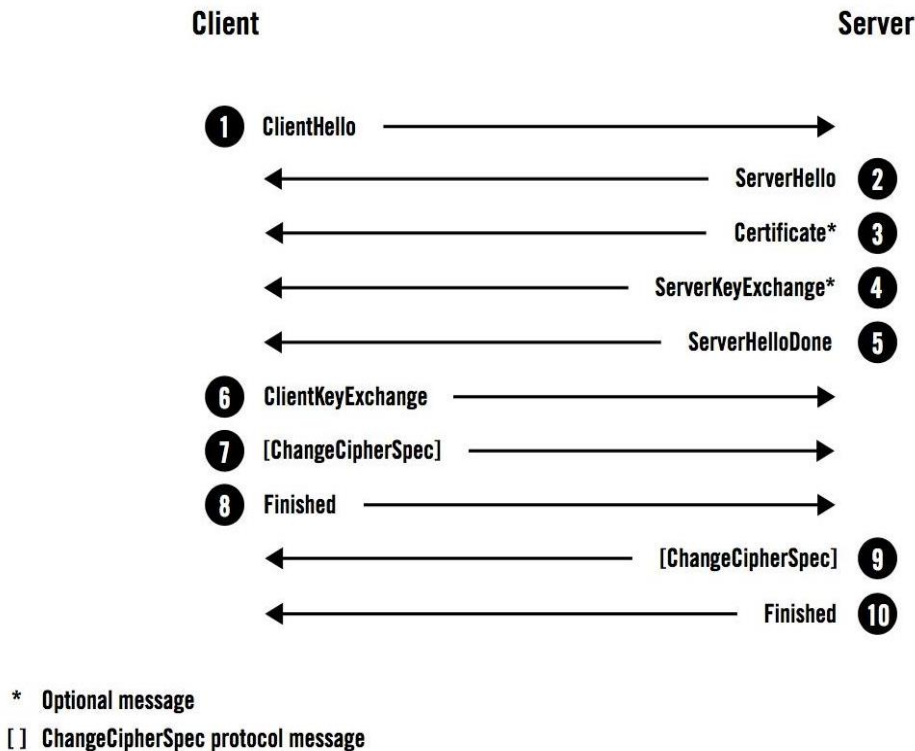 Client Server
1 ClientHello
ServerHello 2
Certificate* 3
ServerKeyExchange* 4
ServerHelloDone 5
6 ClientKeyExchange
7 [ChangeCipherSpec]
8 Finished
[ChangeCipherSpec] 9
Finished 10
* Optional message
[ ] ChangeCipherSpec protocol message